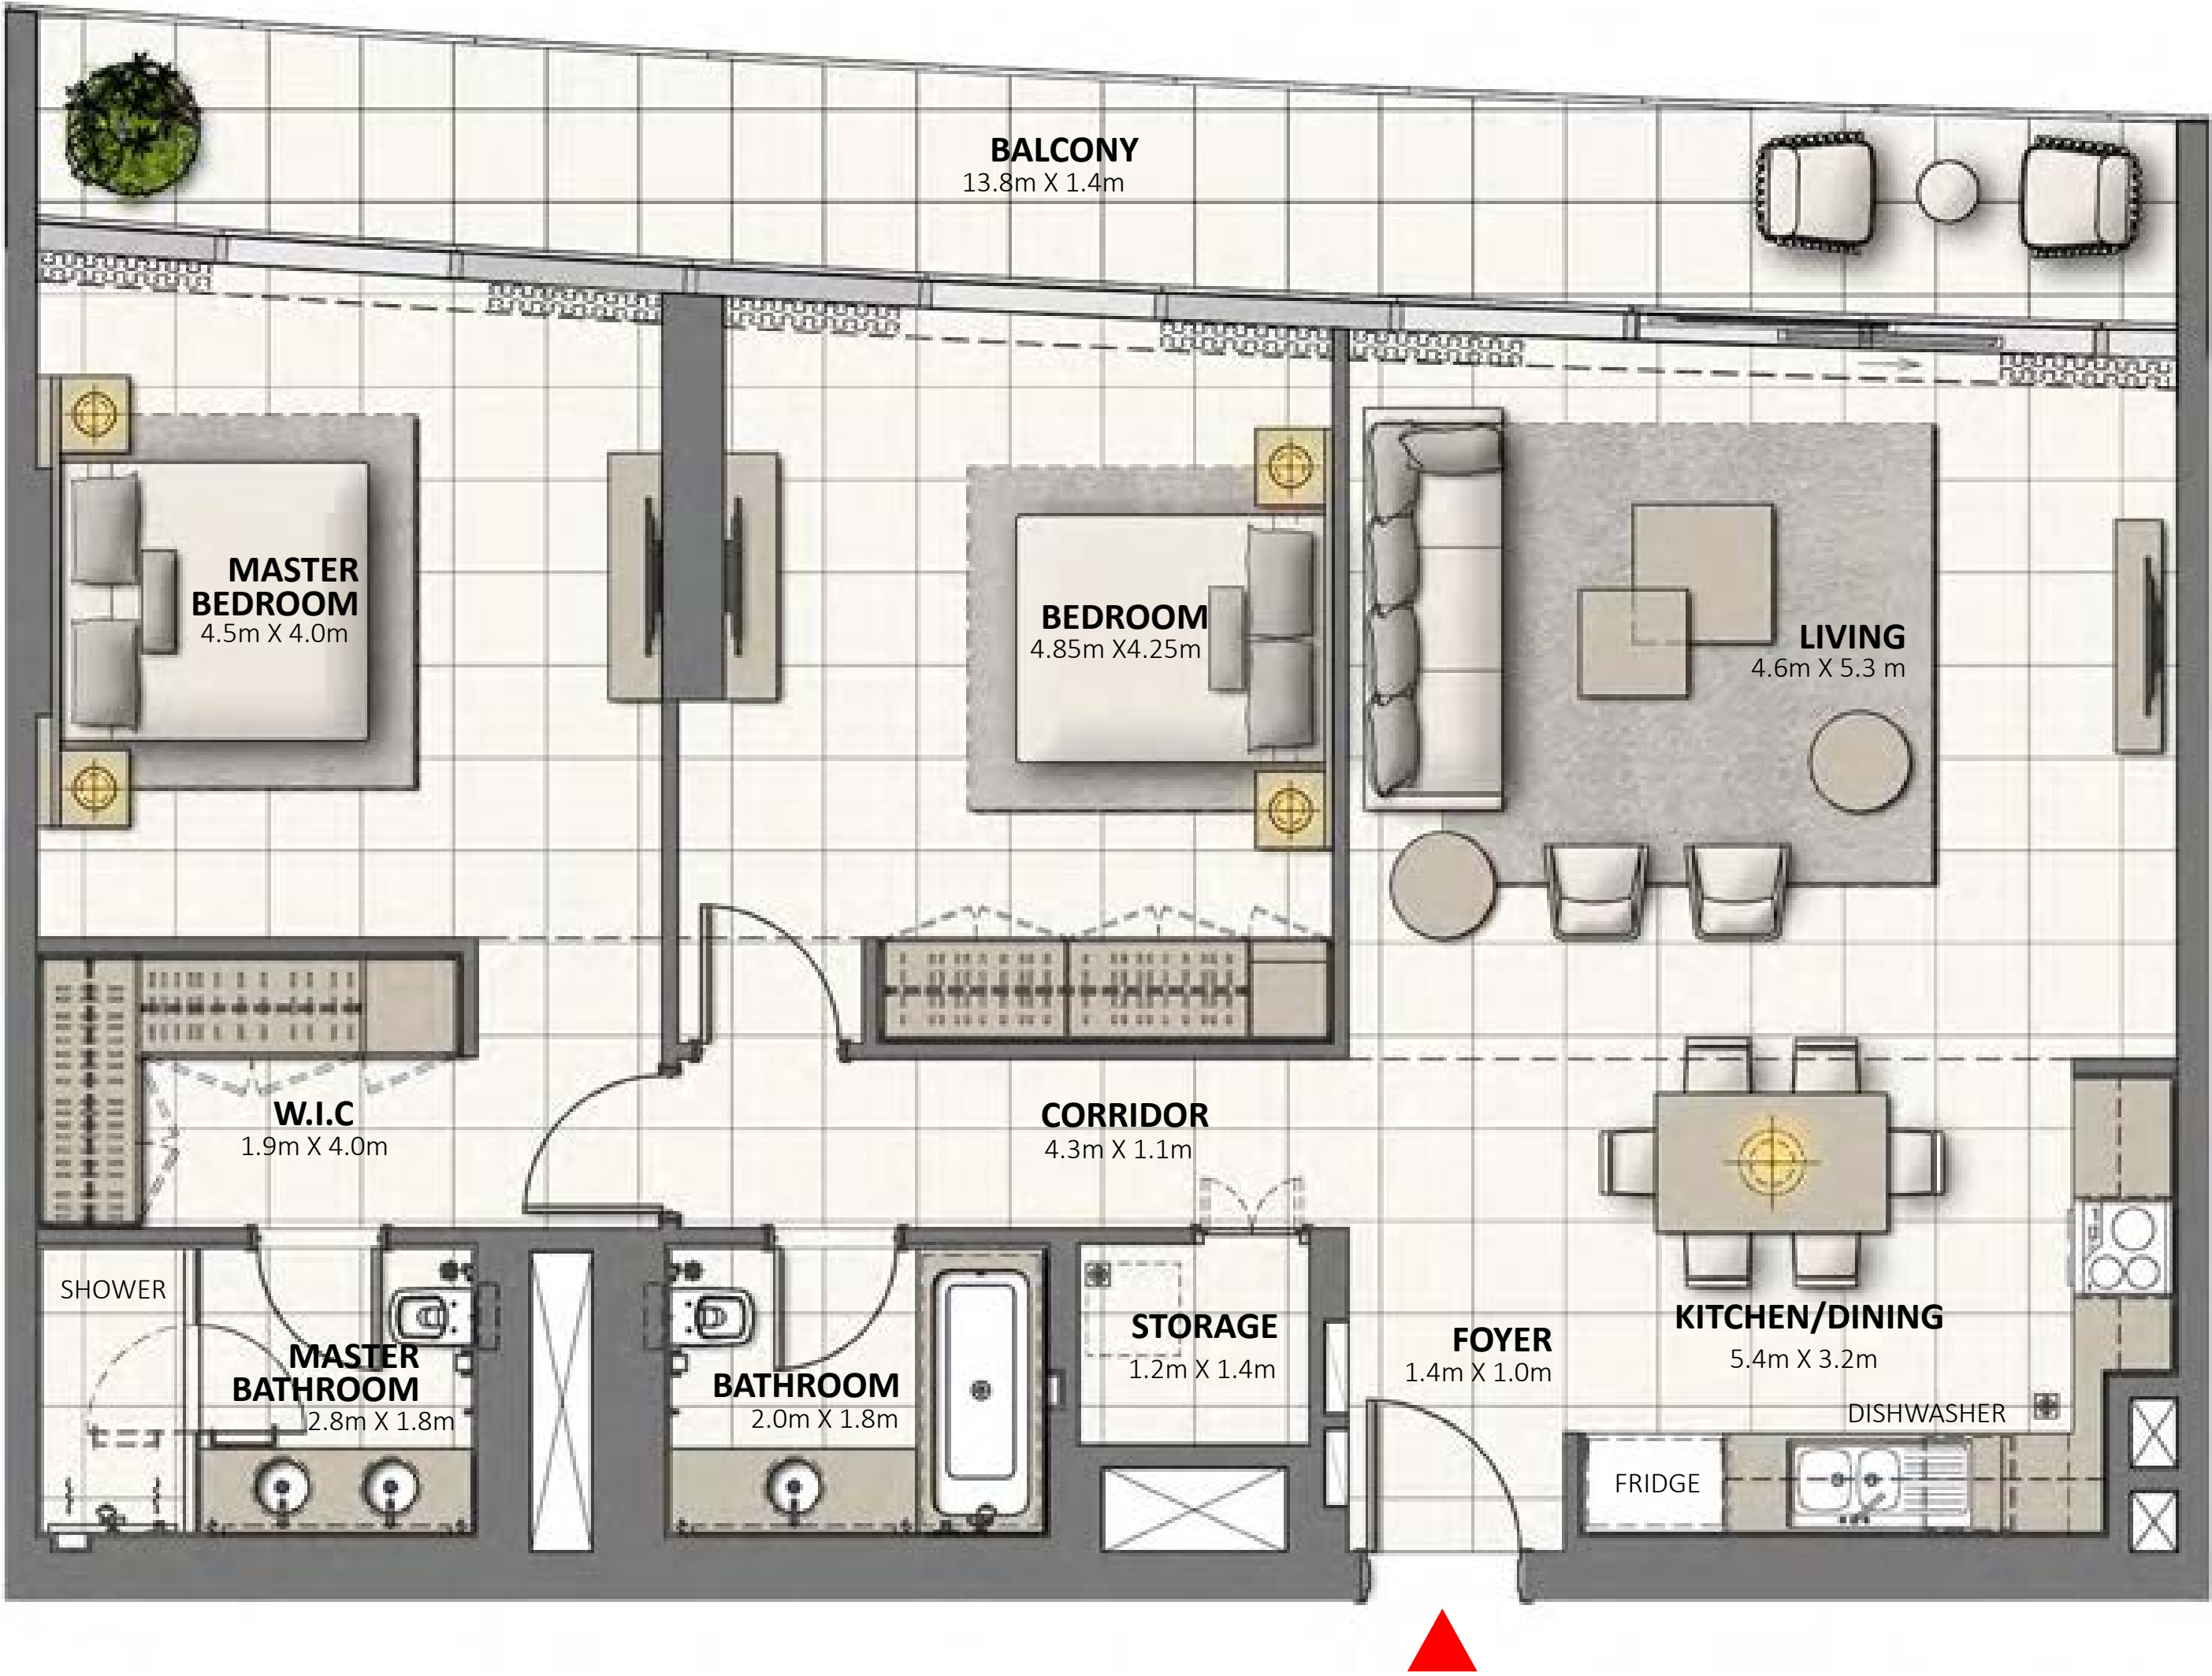 BALCONY
13.8m X 1.4m
MASTER
BEDROOM
4.5m X 4.0m
BEDROOM
4.85m X4.25m
LIVING
4.6m X 5.3 m
W.I.C
1.9m X 4.0m
CORRIDOR
4.3m X 1.1m
SHOWER
MASTER
BATHROOM
2.8m X 1.8m
BATHROOM
2.0m X 1.8m
STORAGE
1.2m X 1.4m
FOYER
1.4m X 1.0m
KITCHEN/DINING
5.4m X 3.2m
DISHWASHER
FRIDGE